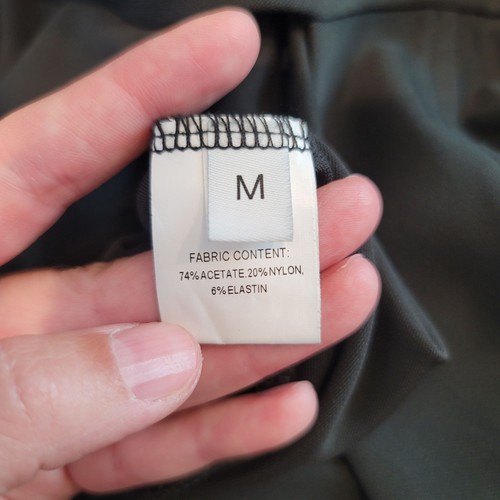 M
FABRIC CONTENT:
74% ACETATE, 20% NYLON,
6% ELASTIN